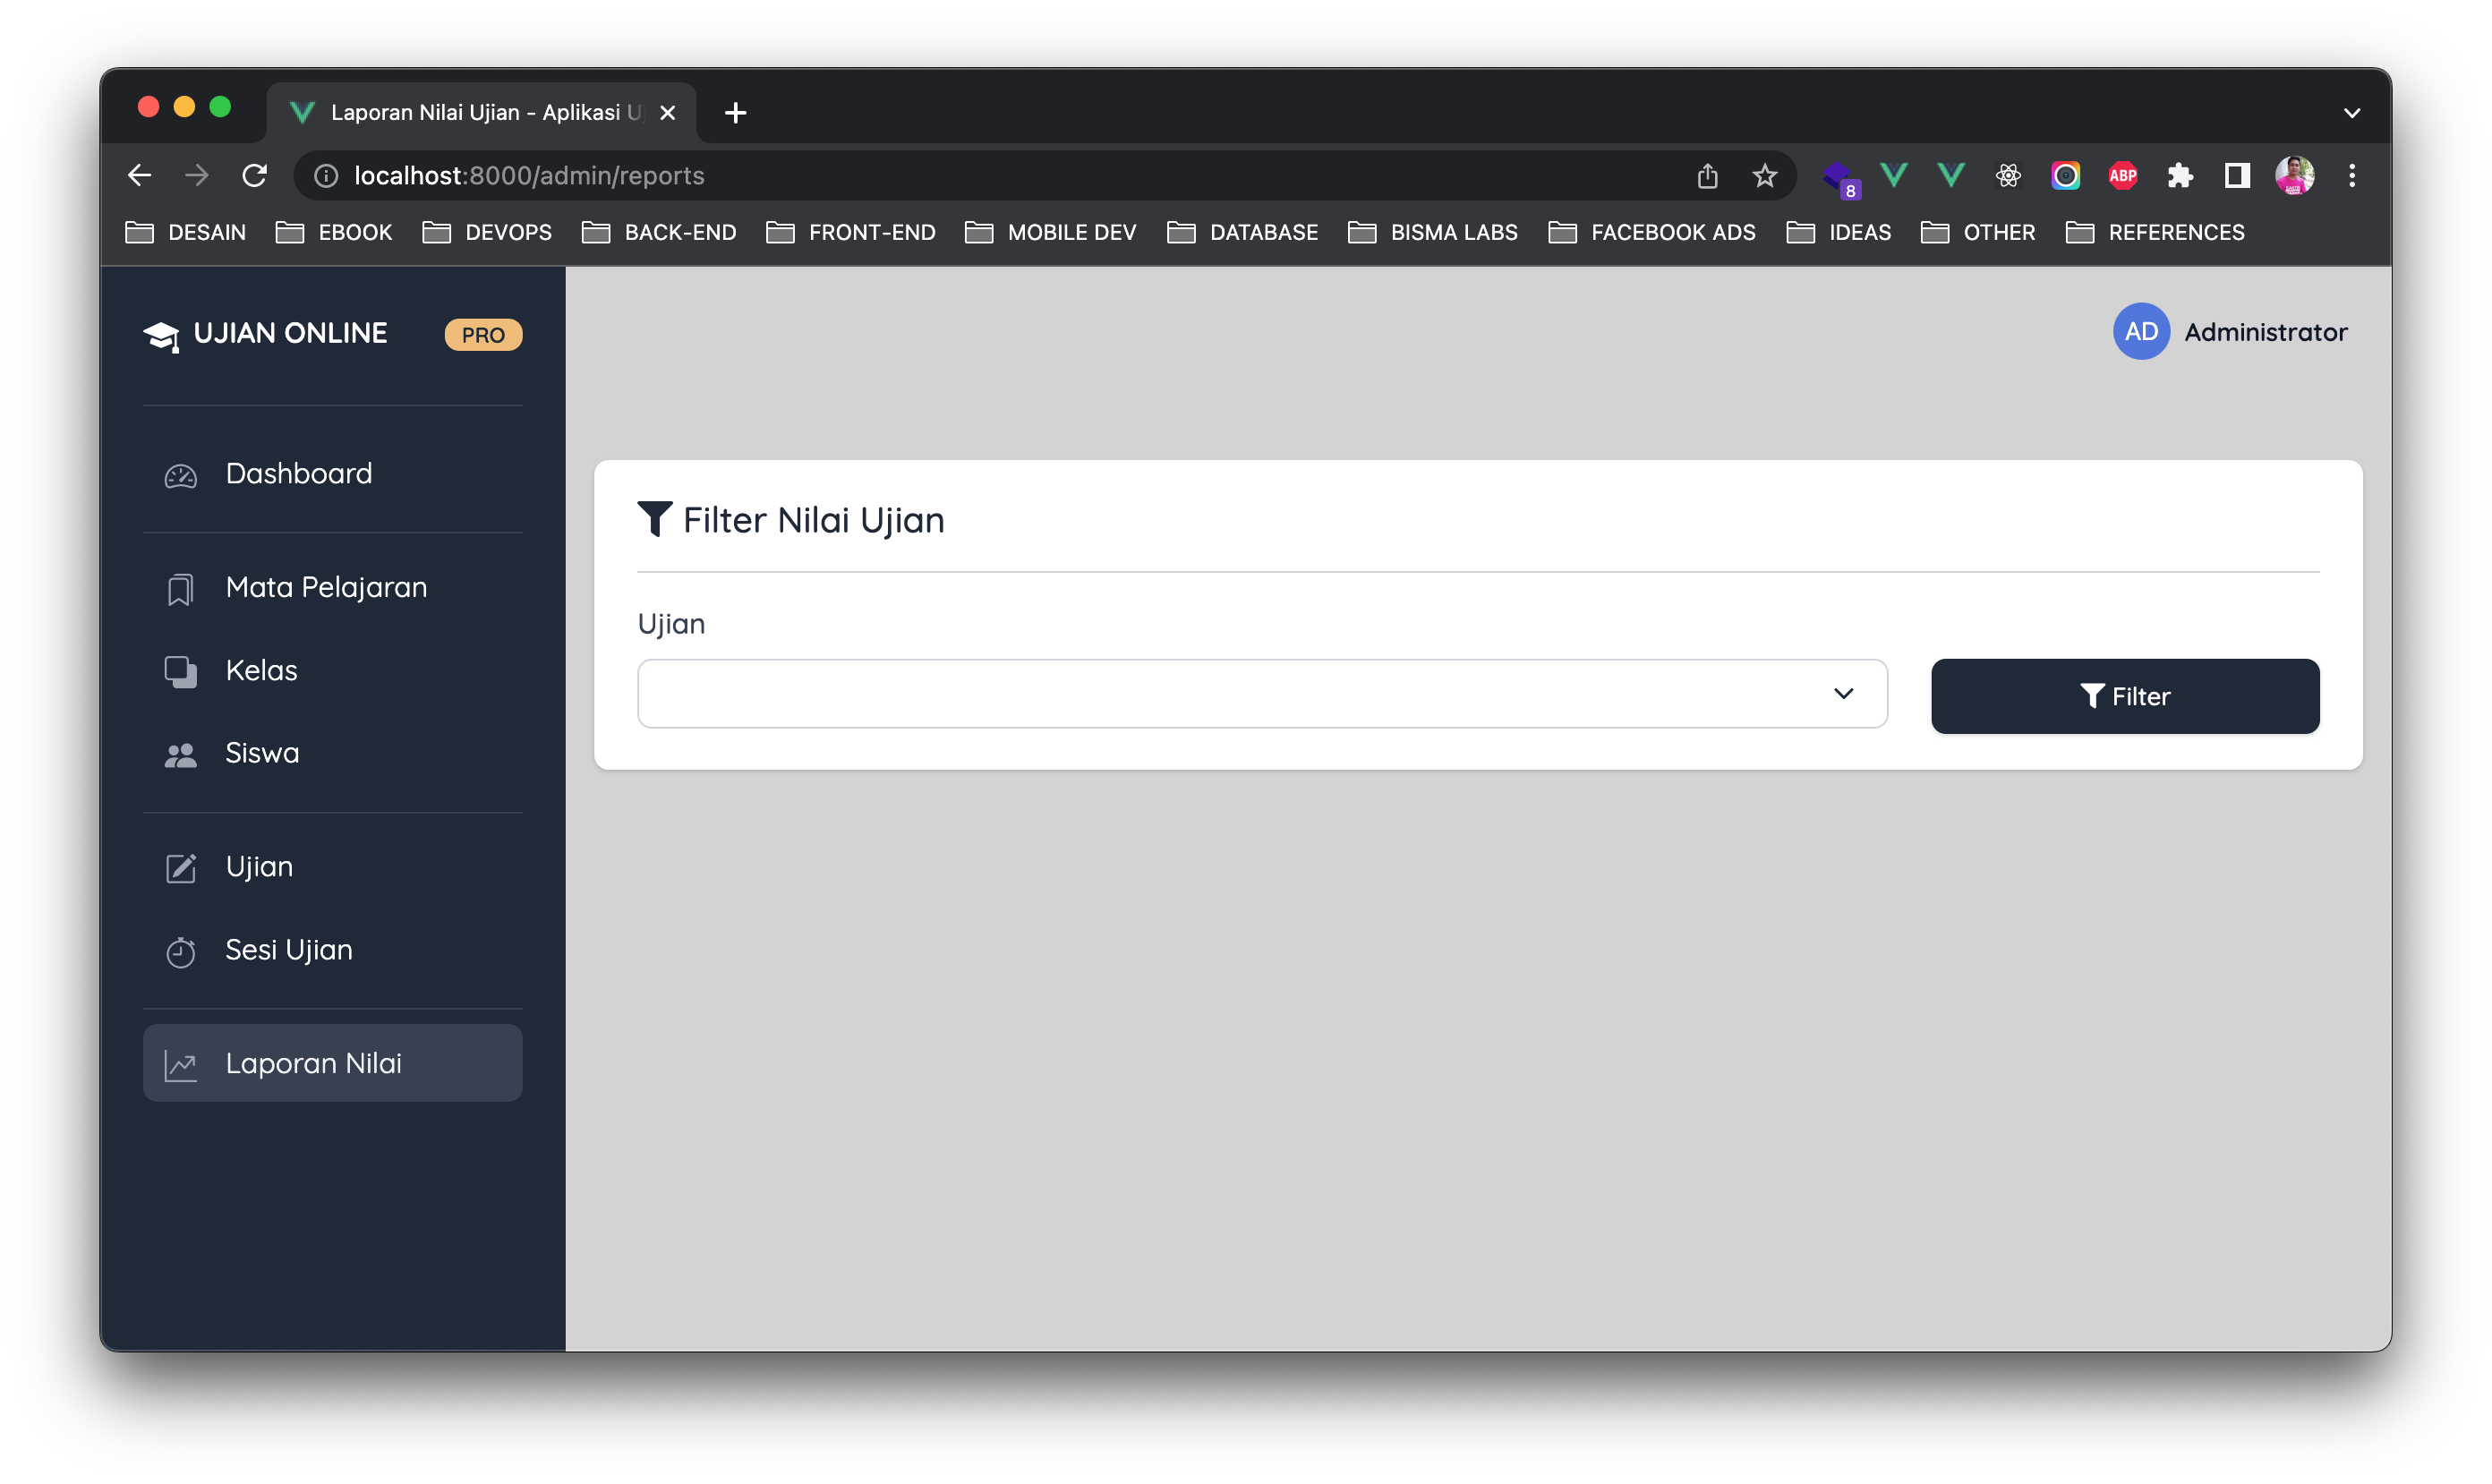 Laporan Nilai Ujian - Aplikasi U
localhost:8000/admin/reports
8
ABP
DESAIN EBOOK DEVOPS BACK-END FRONT-END MOBILE DEV DATABASE BISMA LABS FACEBOOK ADS IDEAS OTHER REFERENCES
UJIAN ONLINE PRO
AD Administrator
Dashboard
Mata Pelajaran
Kelas
Siswa
Ujian
Sesi Ujian
Laporan Nilai
Filter Nilai Ujian
Ujian
Filter